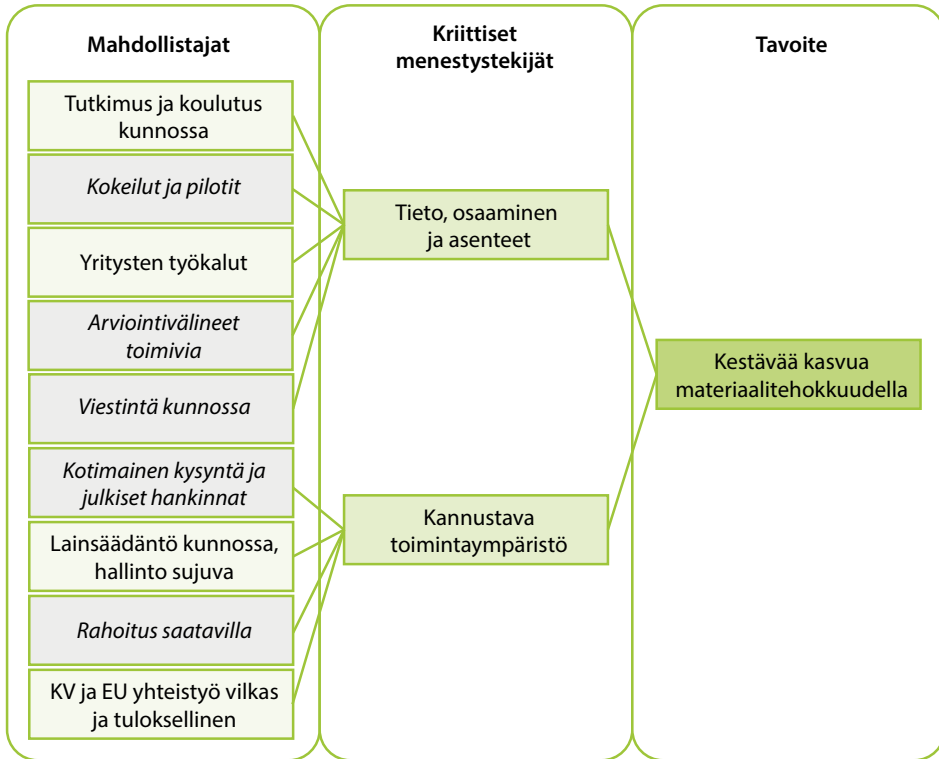 Mahdollistajat
Tutkimus ja koulutus
kunnossa
Kokeilut ja pilotit
Yritysten työkalut
Arviointivälineet
toimivia
Viestintä kunnossa
Kotimainen kysyntä ja
julkiset hankinnat
Lainsäädäntö kunnossa,
hallinto sujuva
Rahoitus saatavilla
KV ja EU yhteistyö vilkas
ja tuloksellinen
Kriittiset
menestystekijät
Tieto, osaaminen
ja asenteet
Kannustava
toimintaympäristö
Tavoite
Kestävää kasvua
materiaalitehokkuudella